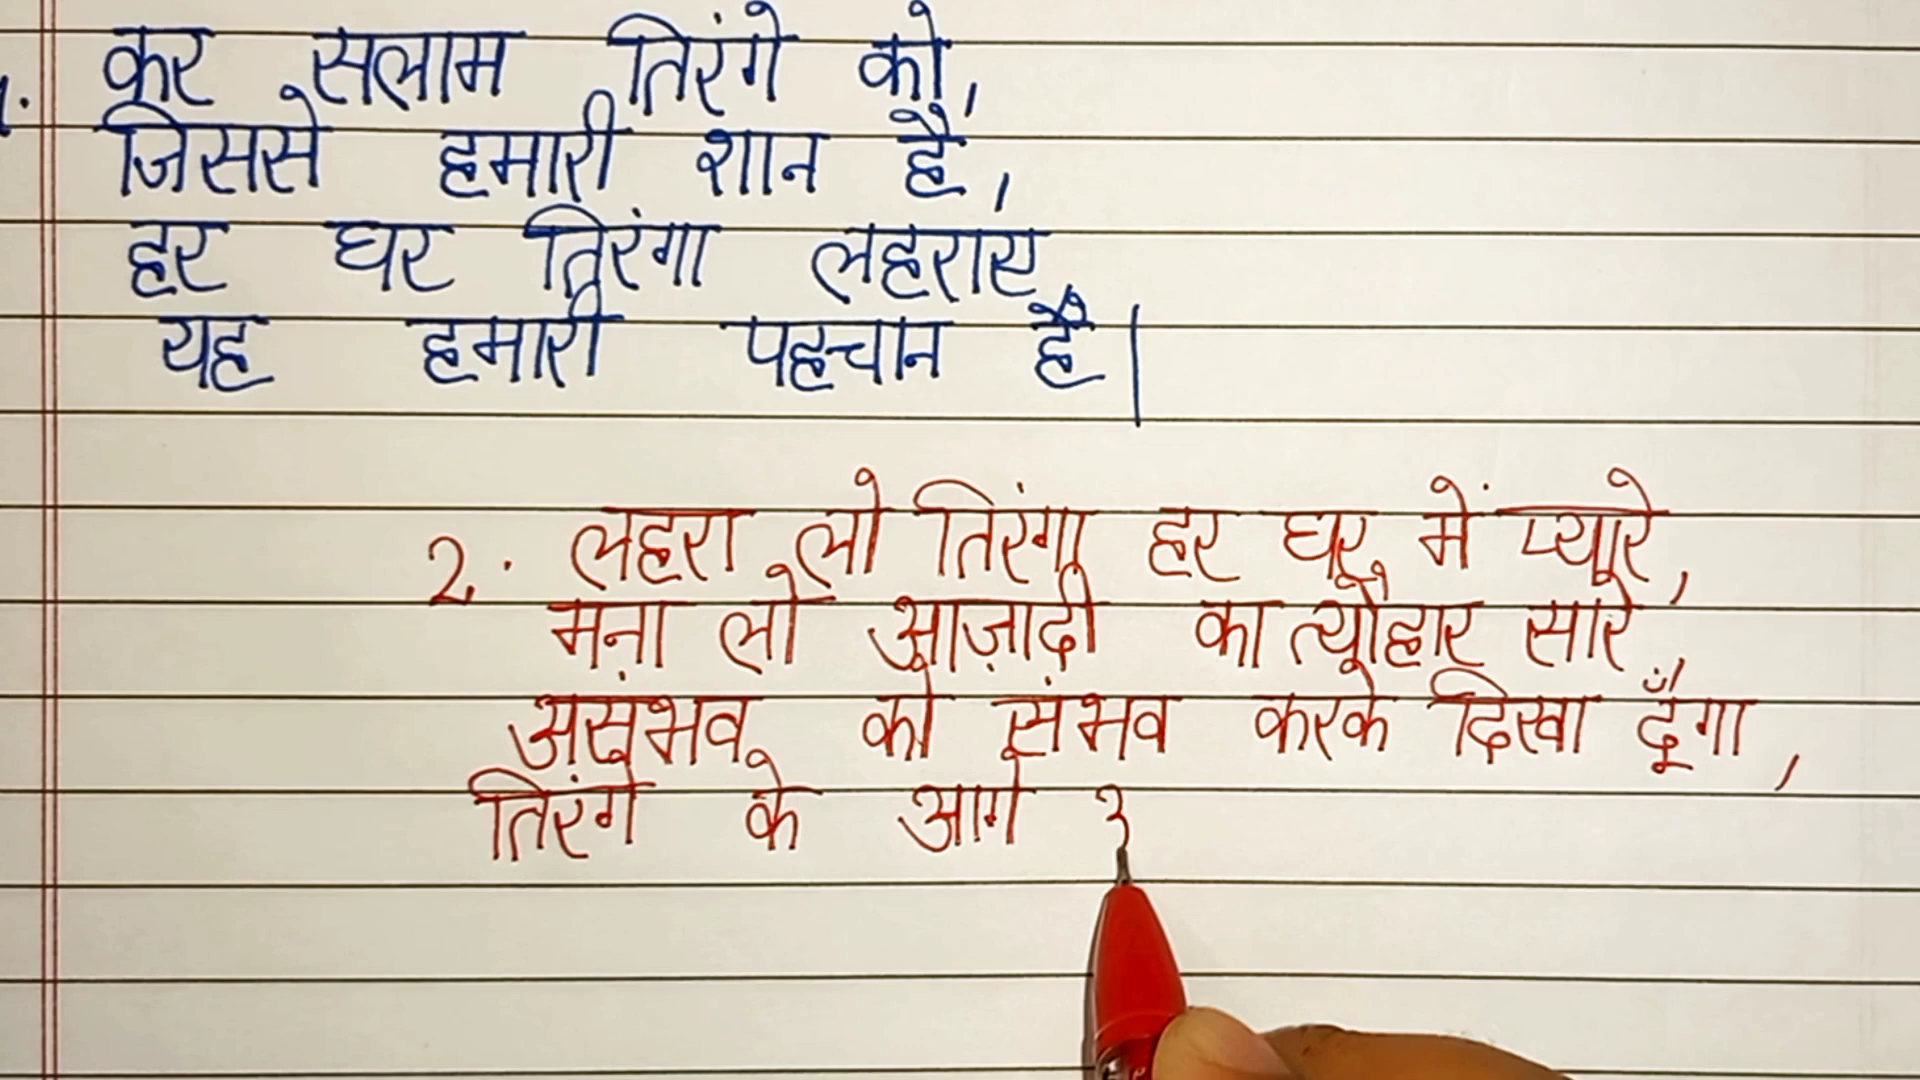 1. कर सलाम तिरंगे को,
जिससे हमारी शान है,
हर घर तिरंगा लहराए,
यह हमारी पहचान है|
2. लहरा लो तिरंगा हर घर में प्यारे,
मना लो आज़ादी का त्यौहार सारे,
असंभव को संभव करके दिखा दूँगा,
तिरंगे के आगे